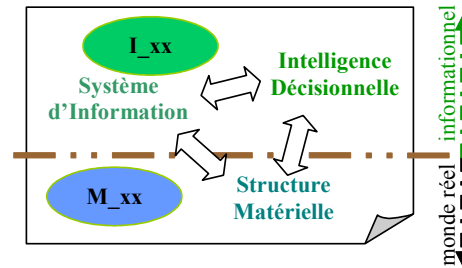 I_xx
Système
d'Information
Intelligence
Décisionnelle
M_xx
Structure
Matérielle
informationnel
monde réel